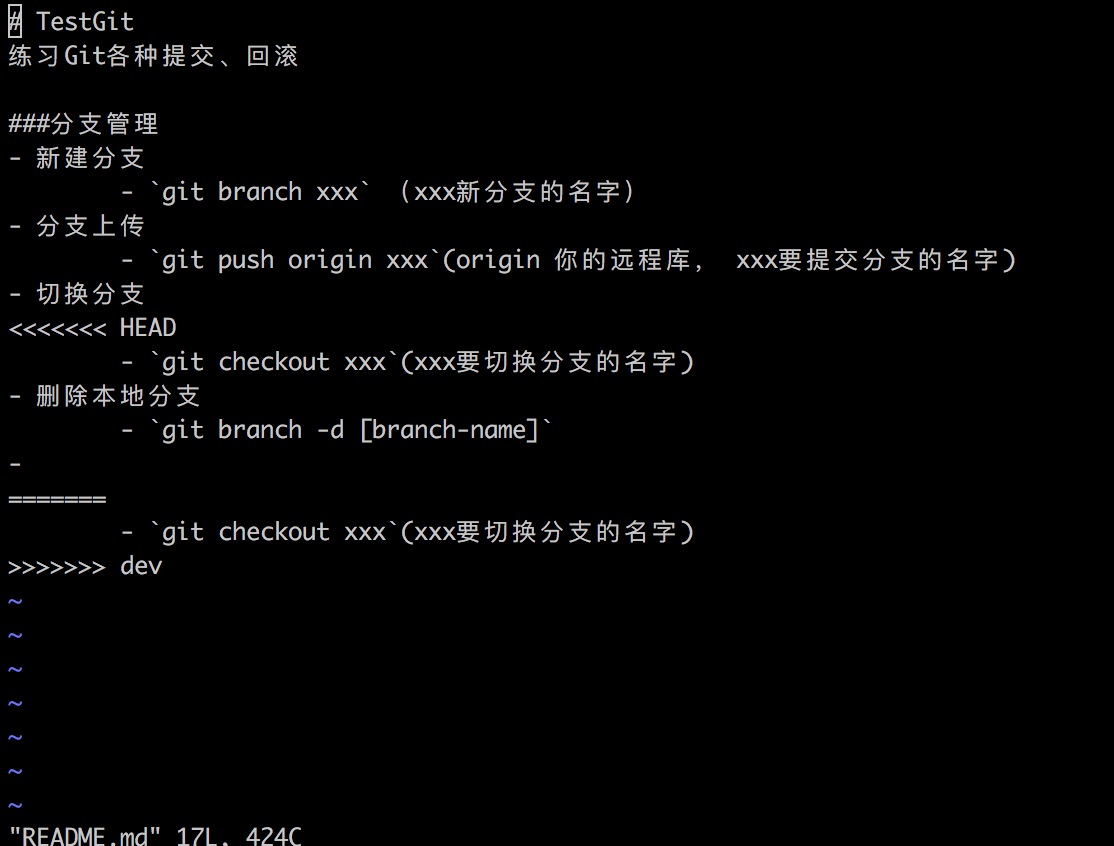 # TestGit
练习Git各种提交、回滚
###分支管理
- 新建分支
- `git branch xxx` （xxx新分支的名字）
- 分支上传
- `git push origin xxx`(origin 你的远程库， xxx要提交分支的名字)
- 切换分支
<<<<<<< HEAD
- `git checkout xxx`(xxx要切换分支的名字)
- 删除本地分支
- `git branch -d [branch-name]`
-
=======
- `git checkout xxx`(xxx要切换分支的名字)
>>>>>>> dev
~
~
~
~
~
~
~
"README.md" 17L, 424C